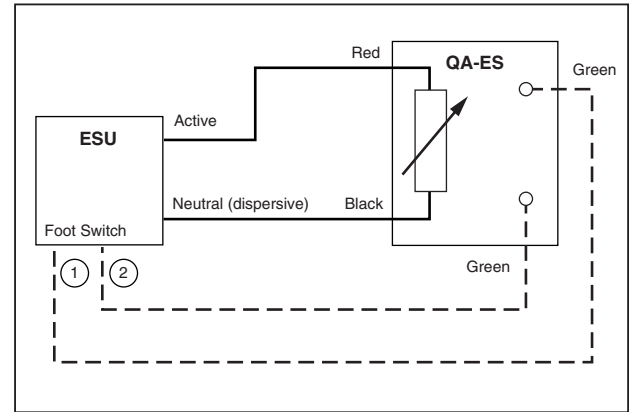 Red
QA-ES
Green
Active
ESU
Neutral (dispersive)
Black
Foot Switch
1
2
Green